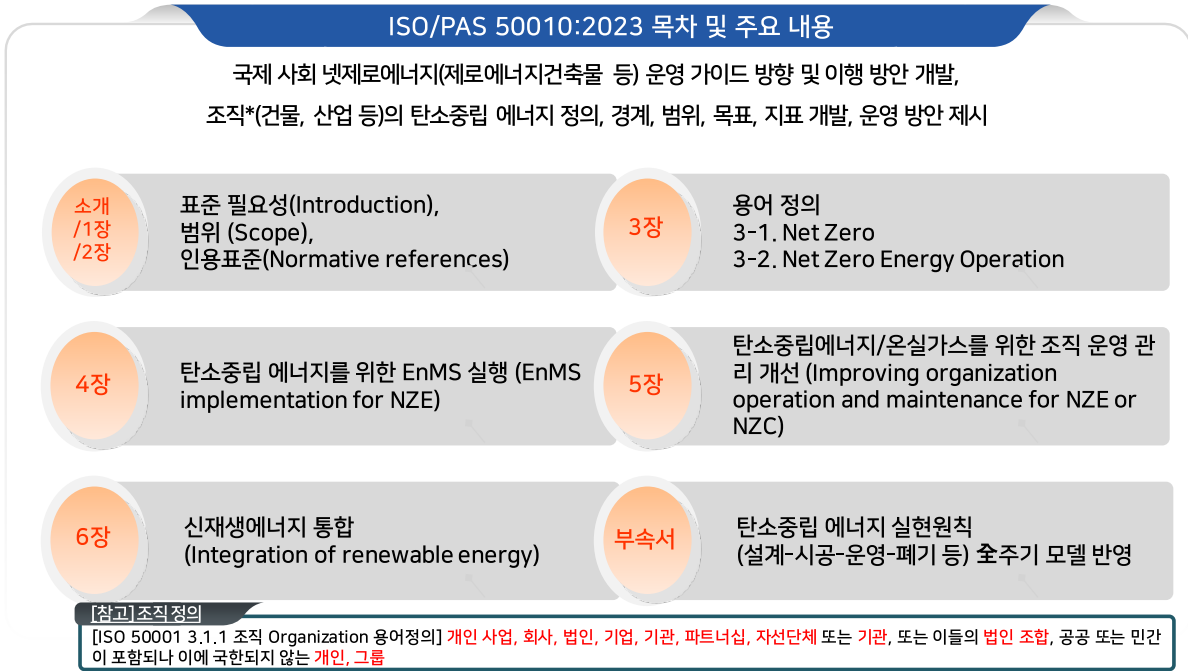 ISO/PAS 50010:2023 목차 및 주요 내용
국제 사회 넷제로에너지(제로에너지건축물 등) 운영 가이드 방향 및 이행 방안 개발,
조직*(건물, 산업 등)의 탄소중립 에너지 정의, 경계, 범위, 목표, 지표 개발, 운영 방안 제시
소개
/1장
/2장
표준 필요성(Introduction),
범위 (Scope),
인용표준(Normative references)
3장
용어 정의
3-1. Net Zero
3-2. Net Zero Energy Operation
4장
탄소중립 에너지를 위한 EnMS 실행 (EnMS
implementation for NZE)
5장
탄소중립에너지/온실가스를 위한 조직 운영 관
리 개선 (Improving organization
operation and maintenance for NZE or
NZC)
6장
신재생에너지 통합
(Integration of renewable energy)
부속서
탄소중립 에너지 실현원칙
(설계-시공-운영-폐기 등) 全주기 모델 반영
[참고] 조직 정의
[ISO 50001 3.1.1 조직 Organization 용어정의] 개인 사업, 회사, 법인, 기업, 기관, 파트너십, 자선단체 또는 기관, 또는 이들의 법인 조합, 공공 또는 민간
이 포함되나 이에 국한되지 않는 개인, 그룹